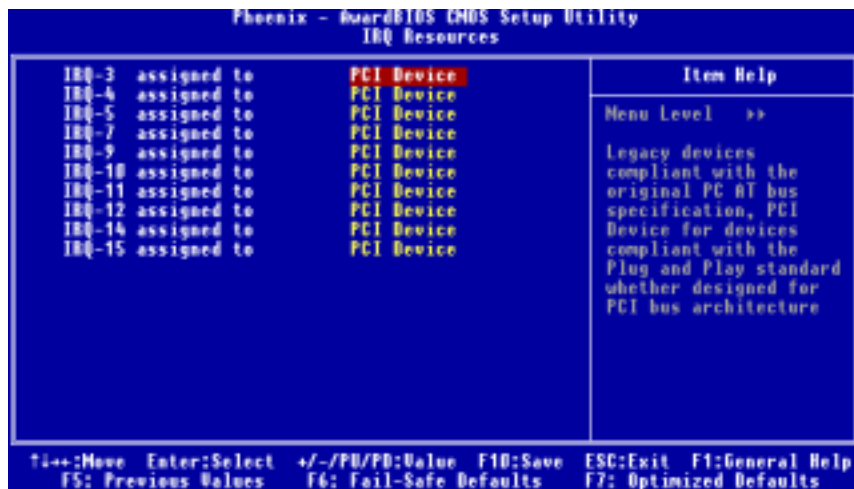 Phoenix - AwardBIOS CMOS Setup Utility
IRQ Resources
IRQ-3 assigned to PCI Device
IRQ-4 assigned to PCI Device
IRQ-5 assigned to PCI Device
IRQ-7 assigned to PCI Device
IRQ-9 assigned to PCI Device
IRQ-10 assigned to PCI Device
IRQ-11 assigned to PCI Device
IRQ-12 assigned to PCI Device
IRQ-14 assigned to PCI Device
IRQ-15 assigned to PCI Device
Item Help
Menu Level ►►
Legacy devices
compliant with the
original PC AT bus
specification, PCI
Device for devices
compliant with the
Plug and Play standard
whether designed for
PCI bus architecture
↑↓→←:Move Enter:Select +/-/PU/PD:Value F10:Save ESC:Exit F1:General Help
F5: Previous Values F6: Fail-Safe Defaults F7: Optimized Defaults